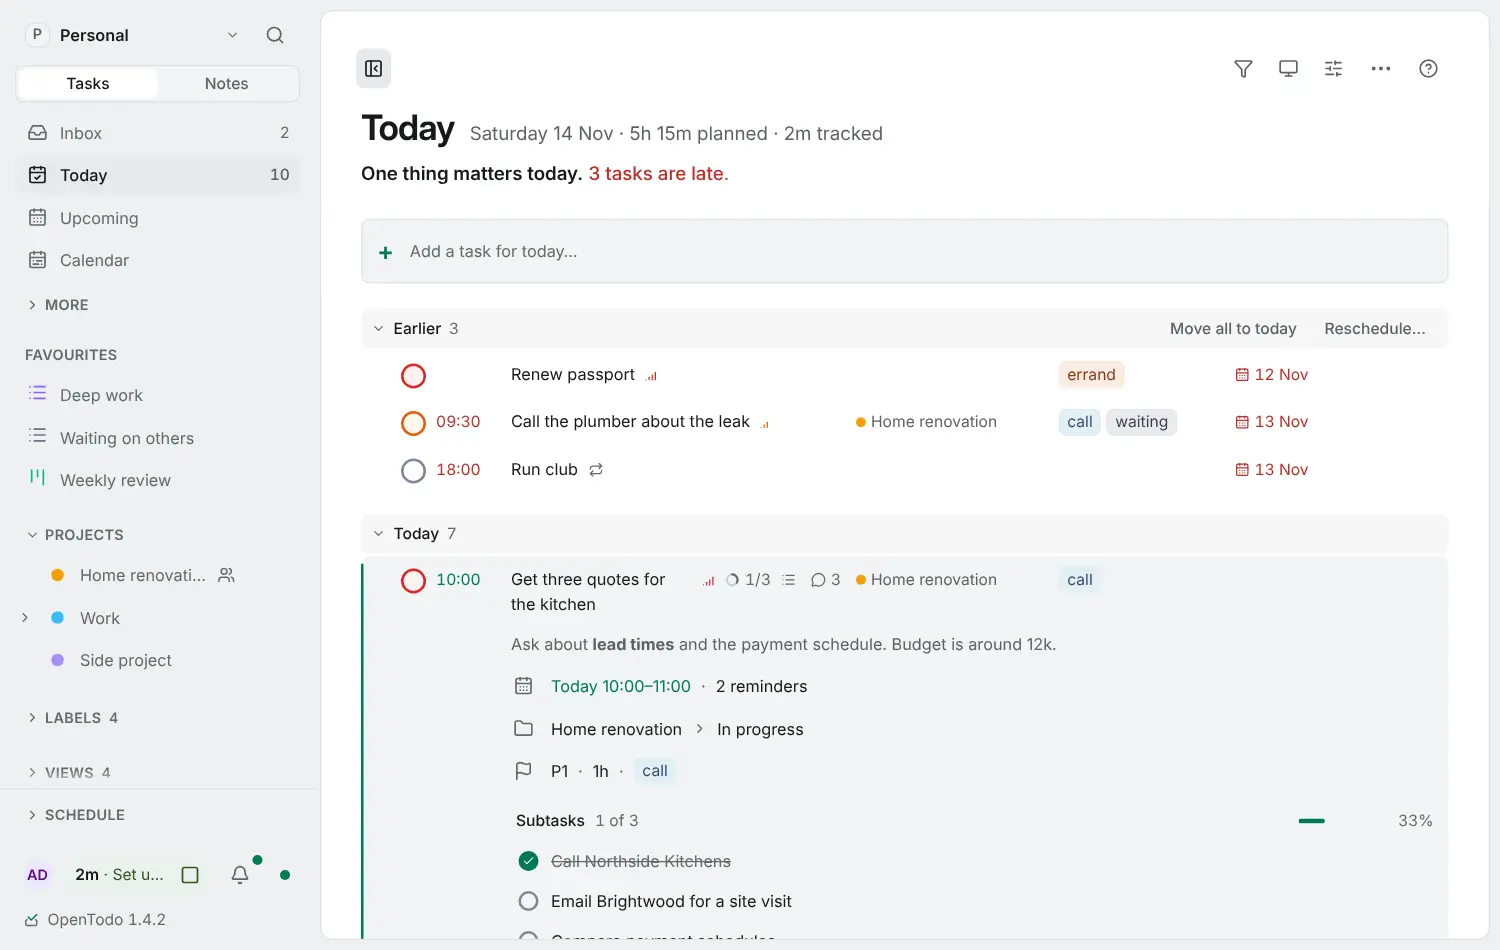 P Personal
Tasks Notes
Inbox 2
Today 10
Upcoming
Calendar
MORE
FAVOURITES
Deep work
Waiting on others
Weekly review
PROJECTS
Home renovati...
Work
Side project
LABELS 4
VIEWS 4
SCHEDULE
AD 2m · Set u...
OpenTodo 1.4.2
Today Saturday 14 Nov · 5h 15m planned · 2m tracked
One thing matters today. 3 tasks are late.
+ Add a task for today...
Earlier 3 Move all to today Reschedule...
Renew passport errand 12 Nov
09:30 Call the plumber about the leak Home renovation call waiting 13 Nov
18:00 Run club 13 Nov
Today 7
10:00 Get three quotes for 1/3 3 Home renovation call
the kitchen
Ask about lead times and the payment schedule. Budget is around 12k.
Today 10:00–11:00 · 2 reminders
Home renovation > In progress
P1 · 1h · call
Subtasks 1 of 3 33%
Call Northside Kitchens
Email Brightwood for a site visit
Compare payment schedules